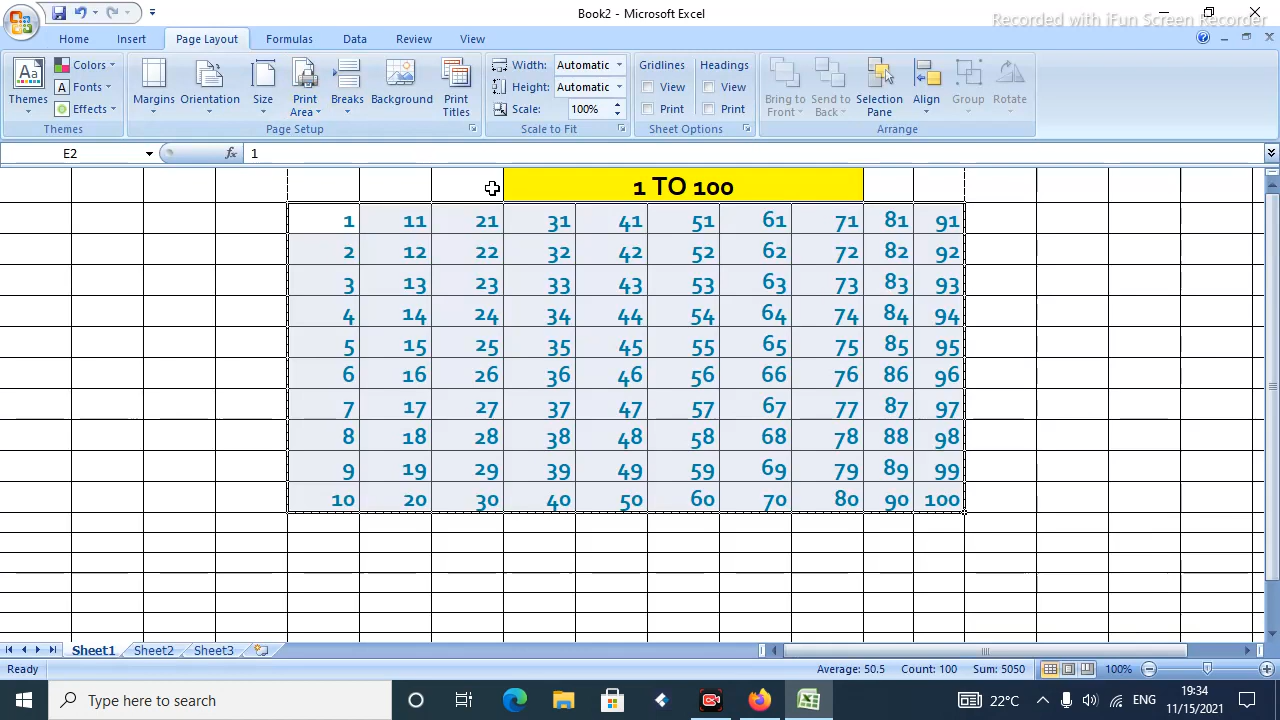 Book2 - Microsoft Excel
Recorded with iFun Screen Recorder
Home Insert Page Layout Formulas Data Review View
Themes Colors Fonts Effects
Margins Orientation Size Print Area Breaks Background Print Titles
Width: Automatic
Height: Automatic
Scale: 100%
Gridlines Headings
View View
Print Print
Bring to Front Send to Back Selection Pane Align Group Rotate
Themes Page Setup Scale to Fit Sheet Options Arrange
E2 fx 1
1 TO 100
1 11 21 31 41 51 61 71 81 91
2 12 22 32 42 52 62 72 82 92
3 13 23 33 43 53 63 73 83 93
4 14 24 34 44 54 64 74 84 94
5 15 25 35 45 55 65 75 85 95
6 16 26 36 46 56 66 76 86 96
7 17 27 37 47 57 67 77 87 97
8 18 28 38 48 58 68 78 88 98
9 19 29 39 49 59 69 79 89 99
10 20 30 40 50 60 70 80 90 100
Sheet1 Sheet2 Sheet3
Ready Average: 50.5 Count: 100 Sum: 5050 100%
Type here to search 22°C ENG 19:34
11/15/2021